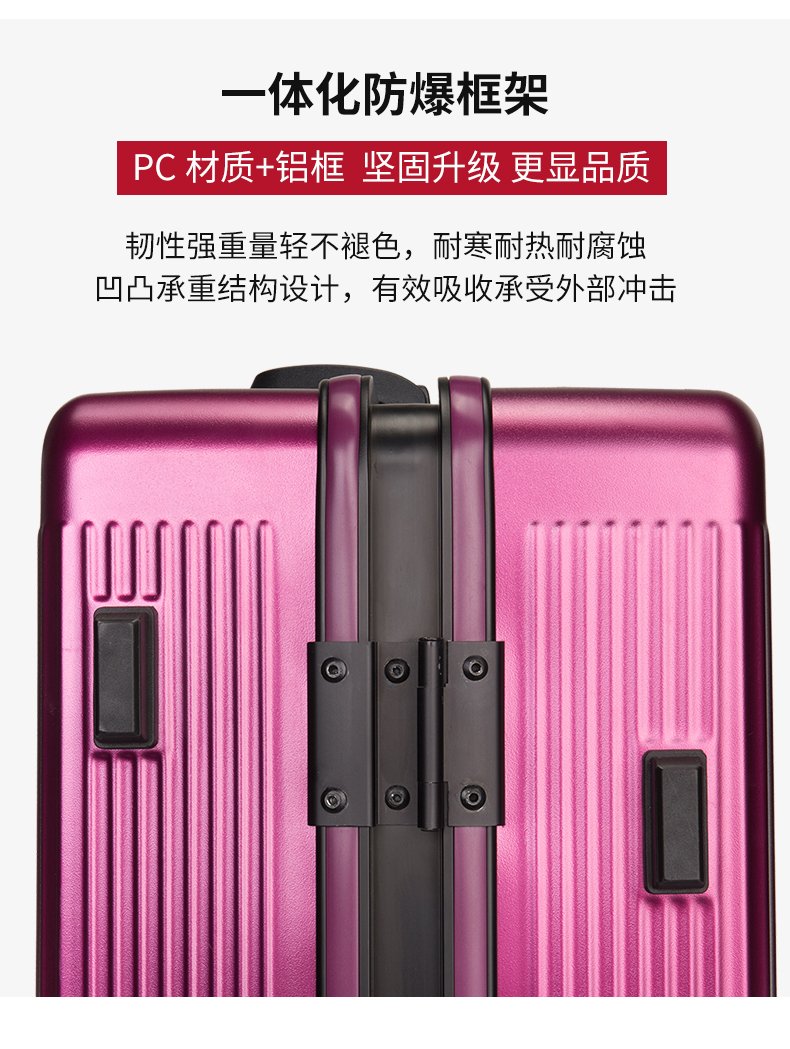 一体化防爆框架
PC 材质+铝框 坚固升级 更显品质
韧性强重量轻不褪色，耐寒耐热耐腐蚀
凹凸承重结构设计，有效吸收承受外部冲击